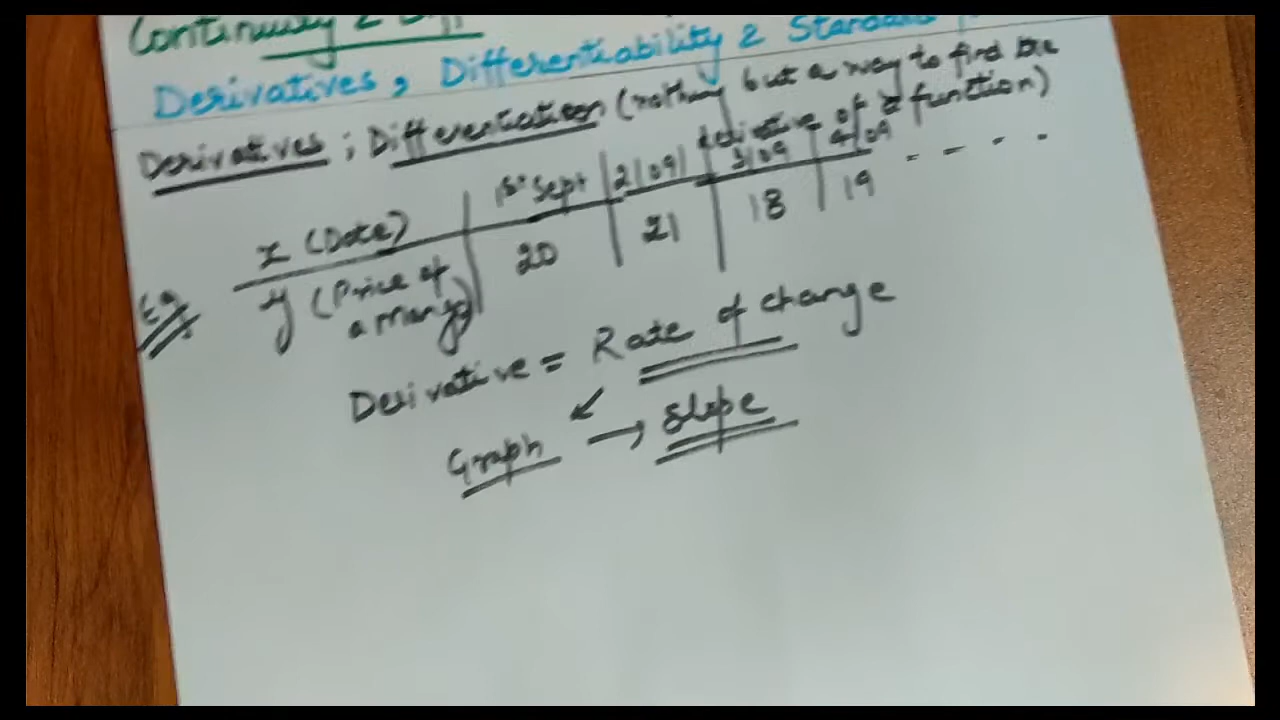 Continuity &
Derivatives, Differentiability & Standard
Derivatives ; Differentiation (nothing but a way to find the
derivative of a function)
x (Date) 1st Sept 2/09 3/09 4/09 - - - -
Eg y (Price of a Mango) 20 21 18 19
Derivative = Rate of change
Graph → Slope